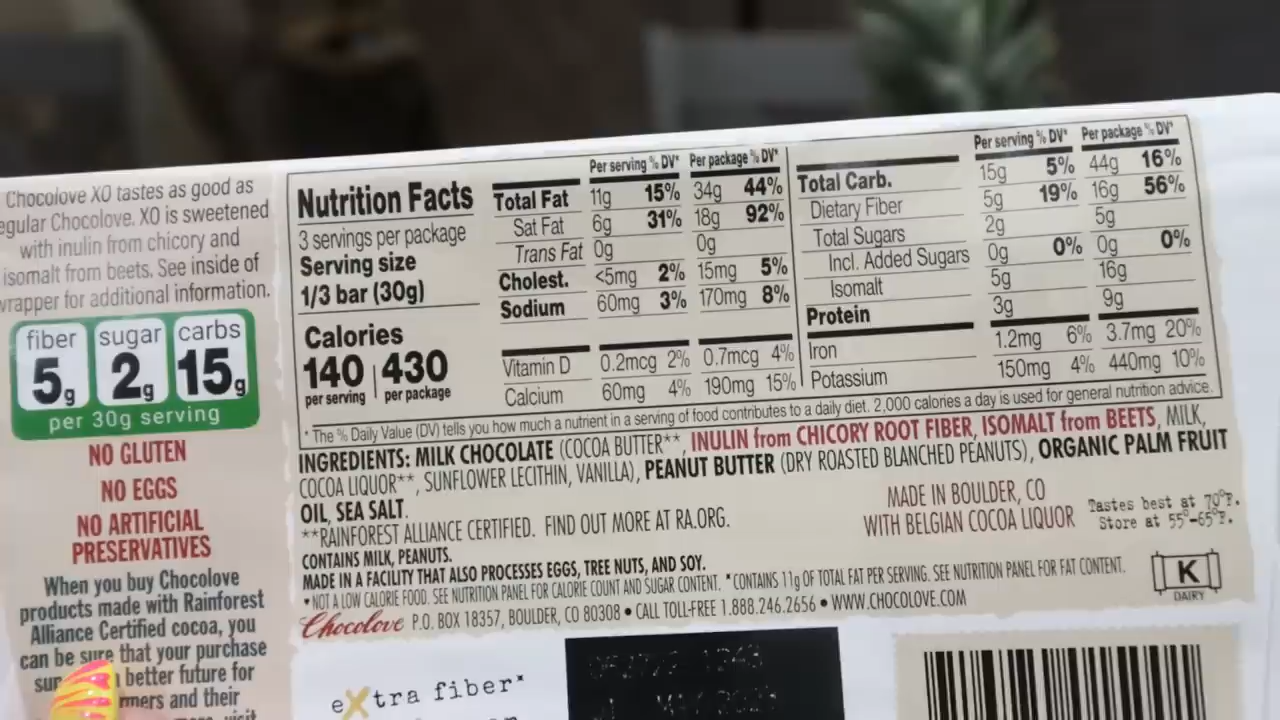 Chocolove XO tastes as good as
egular Chocolove. XO is sweetened
with inulin from chicory and
isomalt from beets. See inside of
wrapper for additional information.
fiber sugar carbs
5g 2g 15g
per 30g serving
NO GLUTEN
NO EGGS
NO ARTIFICIAL
PRESERVATIVES
When you buy Chocolove
products made with Rainforest
Alliance Certified cocoa, you
can be sure that your purchase
better future for
rmers and their
visit
Nutrition Facts
3 servings per package
Serving size
1/3 bar (30g)
Calories
140 430
per serving per package
Per serving % DV* Per package % DV*
Total Fat 11g 15% 34g 44%
Sat Fat 6g 31% 18g 92%
Trans Fat 0g 0g
Cholest. <5mg 2% 15mg 5%
Sodium 60mg 3% 170mg 8%
Vitamin D 0.2mcg 2% 0.7mcg 4%
Calcium 60mg 4% 190mg 15%
Per serving % DV* Per package % DV*
Total Carb. 15g 5% 44g 16%
Dietary Fiber 5g 19% 16g 56%
Total Sugars 2g 5g
Incl. Added Sugars 0g 0% 0g 0%
Isomalt 5g 16g
Protein 3g 9g
Iron 1.2mg 6% 3.7mg 20%
Potassium 150mg 4% 440mg 10%
* The % Daily Value (DV) tells you how much a nutrient in a serving of food contributes to a daily diet. 2,000 calories a day is used for general nutrition advice.
INGREDIENTS: MILK CHOCOLATE (COCOA BUTTER**, INULIN from CHICORY ROOT FIBER, ISOMALT from BEETS, MILK,
COCOA LIQUOR**, SUNFLOWER LECITHIN, VANILLA), PEANUT BUTTER (DRY ROASTED BLANCHED PEANUTS), ORGANIC PALM FRUIT
OIL, SEA SALT.
**RAINFOREST ALLIANCE CERTIFIED. FIND OUT MORE AT RA.ORG.
CONTAINS MILK, PEANUTS.
MADE IN A FACILITY THAT ALSO PROCESSES EGGS, TREE NUTS, AND SOY.
▾NOT A LOW CALORIE FOOD. SEE NUTRITION PANEL FOR CALORIE COUNT AND SUGAR CONTENT. *CONTAINS 11g OF TOTAL FAT PER SERVING. SEE NUTRITION PANEL FOR FAT CONTENT.
Chocolove P.O. BOX 18357, BOULDER, CO 80308 • CALL TOLL-FREE 1.888.246.2656 • WWW.CHOCOLOVE.COM
MADE IN BOULDER, CO
WITH BELGIAN COCOA LIQUOR
Tastes best at 70°F.
Store at 55°-65°F.
K
DAIRY
eXtra fiber*